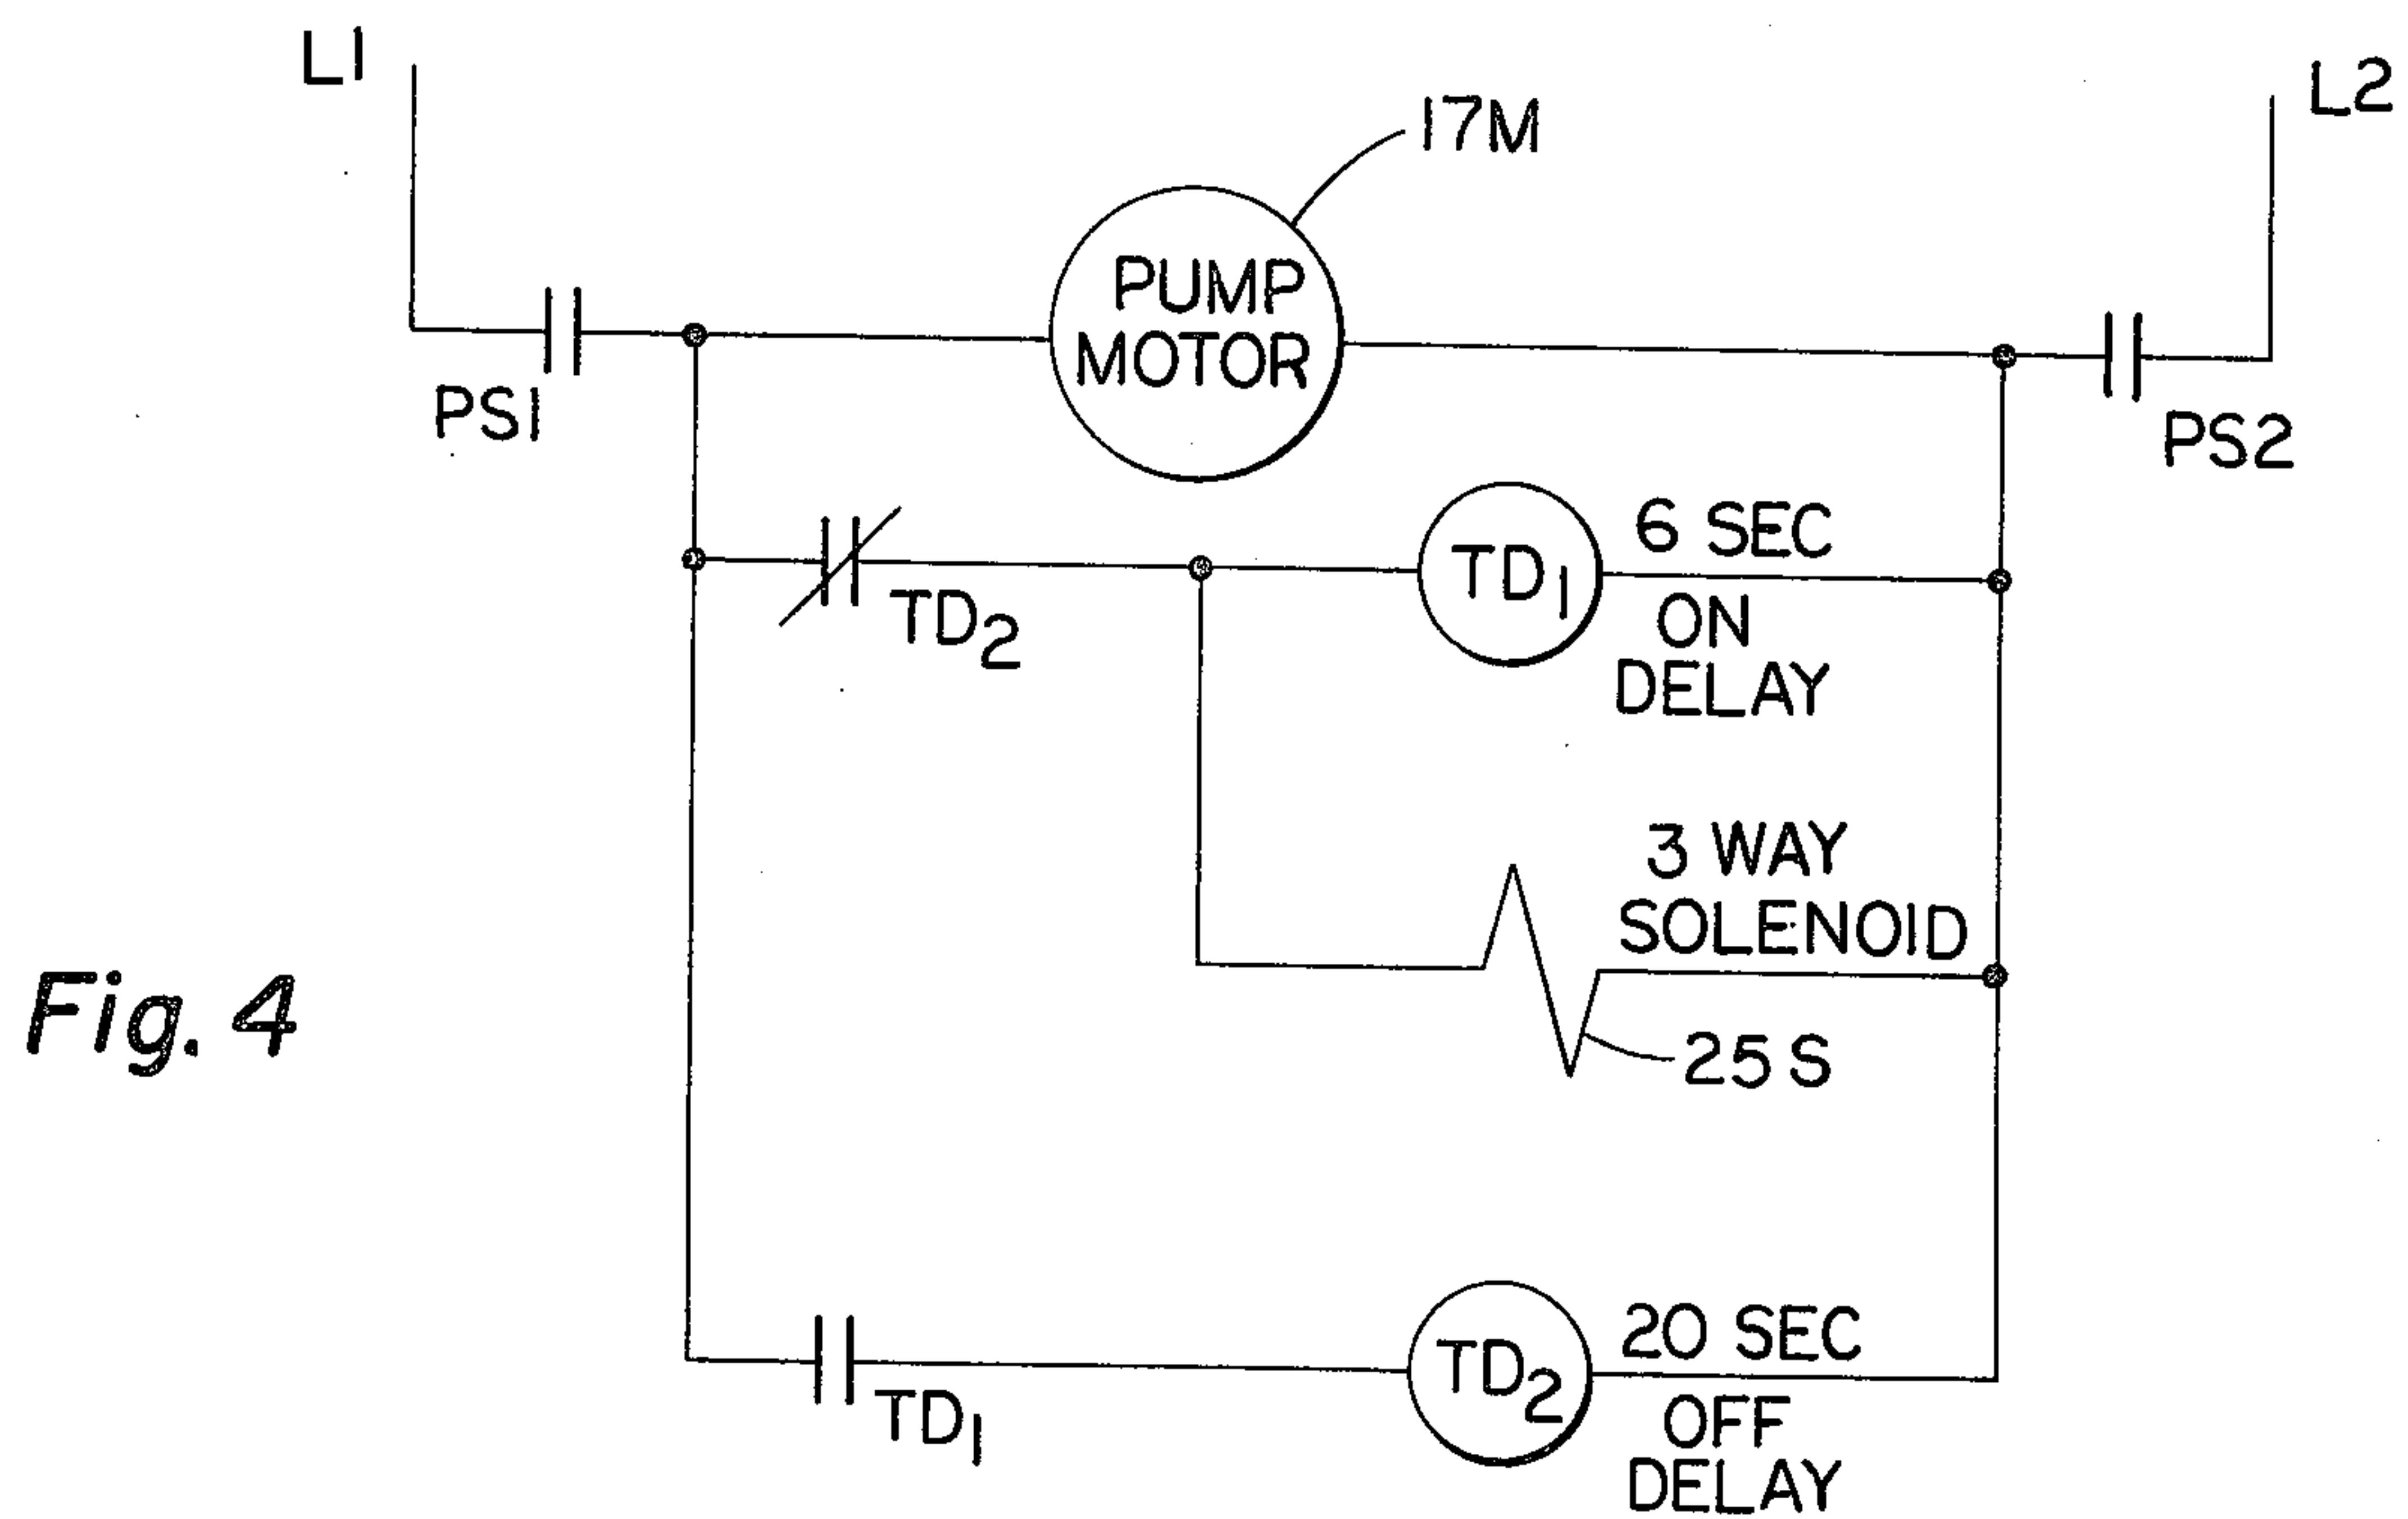 L1
L2
17M
PUMP
MOTOR
PS1
PS2
TD2
TD1
6 SEC
ON
DELAY
3 WAY
SOLENOID
25 S
Fig. 4
TD1
TD2
20 SEC
OFF
DELAY